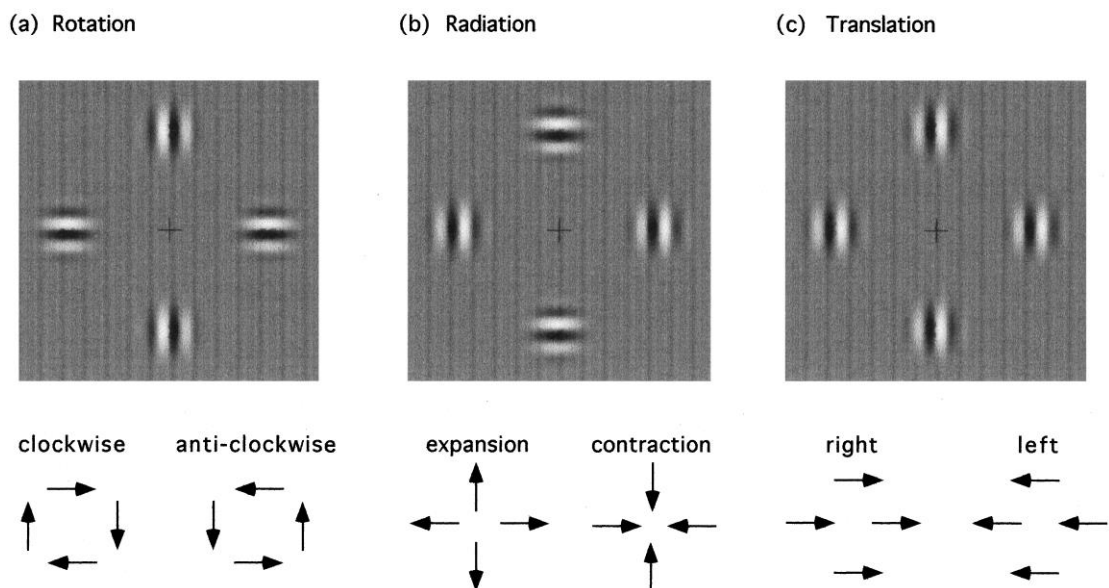 (a) Rotation
(b) Radiation
(c) Translation
clockwise
anti-clockwise
expansion
contraction
right
left